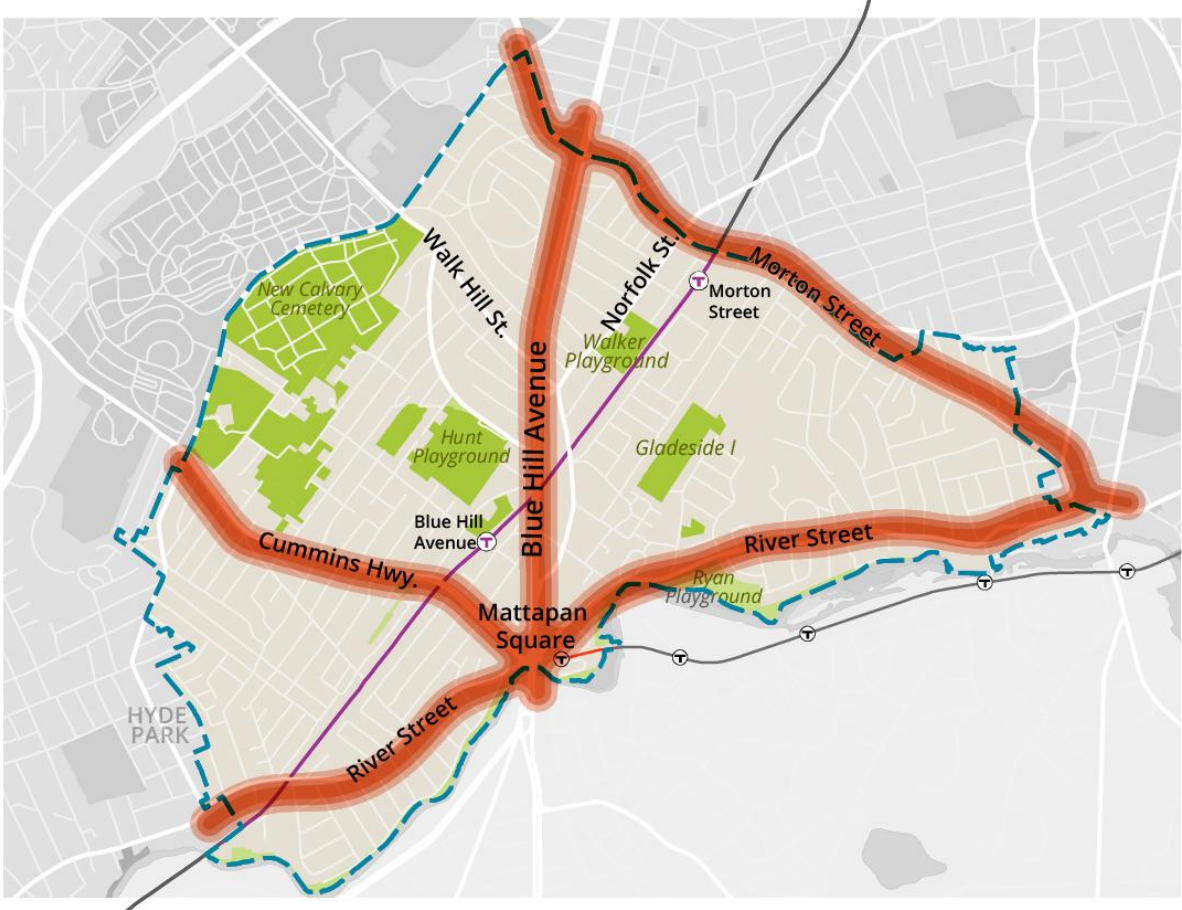 New Calvary
Cemetery
Walk Hill St.
Norfolk St.
Morton
Street
Morton Street
Walker
Playground
Blue Hill Avenue
Hunt
Playground
Gladeside I
Blue Hill
Avenue
T
T
Cummins Hwy.
River Street
Ryan
Playground
Mattapan
Square
T
T
T
T
T
HYDE
PARK
River Street